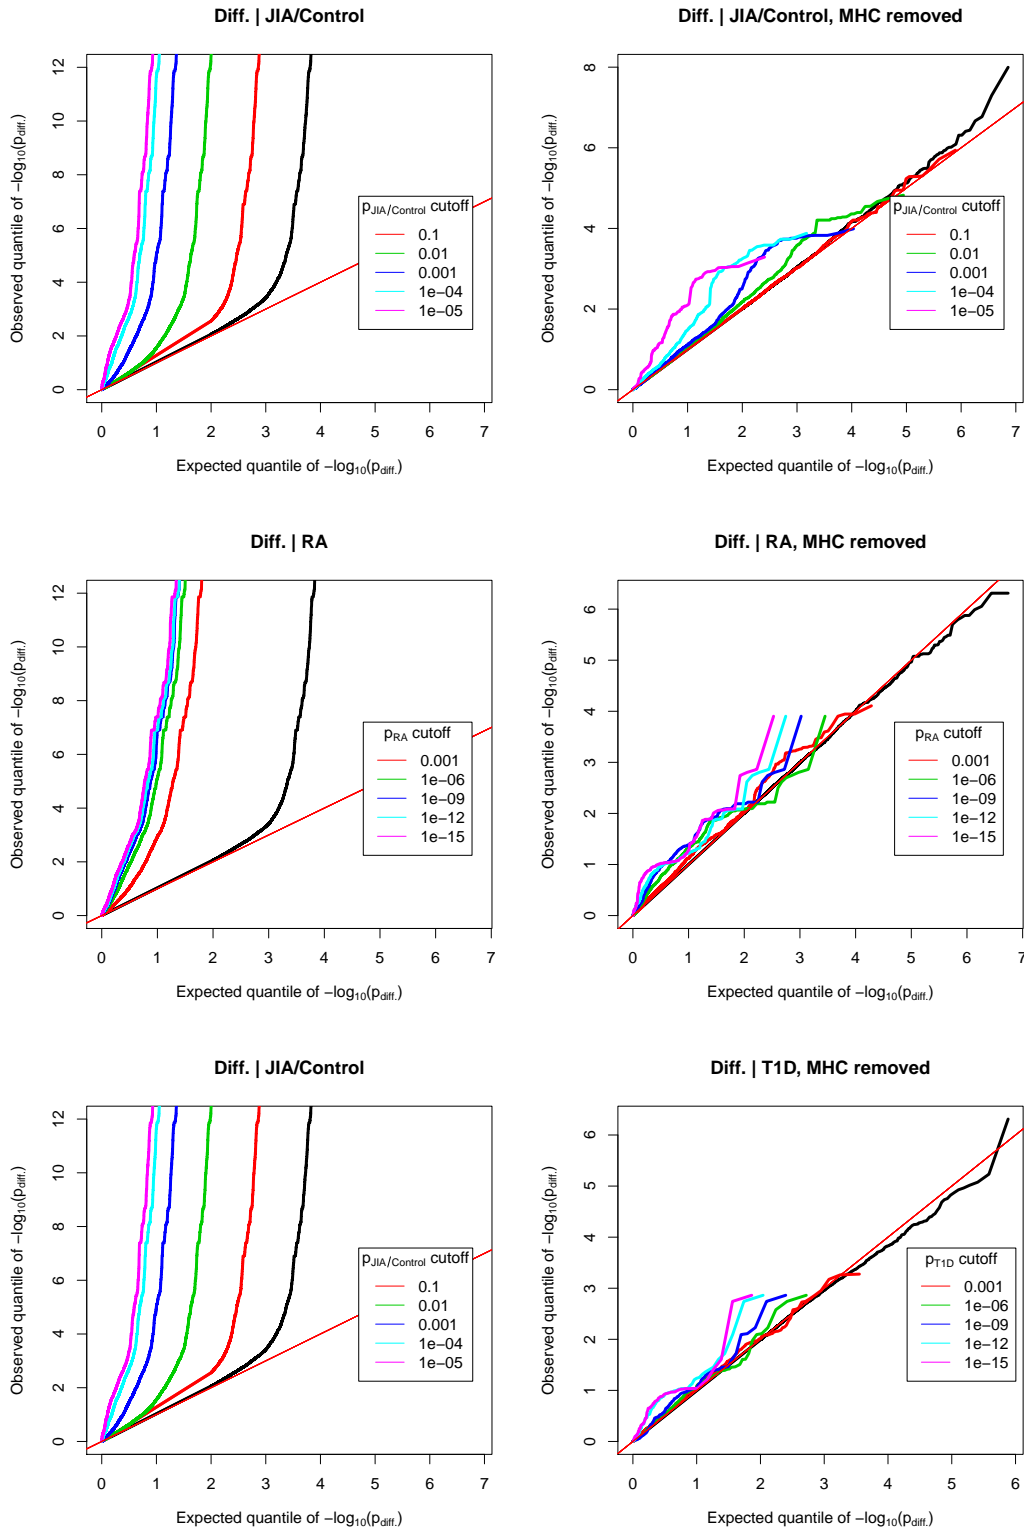 Diff. | JIA/Control
Observed quantile of −log10(pdiff.)
12
10
8
6
4
2
0
pJIA/Control cutoff
0.1
0.01
0.001
1e−04
1e−05
0 1 2 3 4 5 6 7
Expected quantile of −log10(pdiff.)
Diff. | JIA/Control, MHC removed
Observed quantile of −log10(pdiff.)
8
6
4
2
0
pJIA/Control cutoff
0.1
0.01
0.001
1e−04
1e−05
0 1 2 3 4 5 6 7
Expected quantile of −log10(pdiff.)
Diff. | RA
Observed quantile of −log10(pdiff.)
12
10
8
6
4
2
0
pRA cutoff
0.001
1e−06
1e−09
1e−12
1e−15
0 1 2 3 4 5 6 7
Expected quantile of −log10(pdiff.)
Diff. | RA, MHC removed
Observed quantile of −log10(pdiff.)
6
5
4
3
2
1
0
pRA cutoff
0.001
1e−06
1e−09
1e−12
1e−15
0 1 2 3 4 5 6 7
Expected quantile of −log10(pdiff.)
Diff. | JIA/Control
Observed quantile of −log10(pdiff.)
12
10
8
6
4
2
0
pJIA/Control cutoff
0.1
0.01
0.001
1e−04
1e−05
0 1 2 3 4 5 6 7
Expected quantile of −log10(pdiff.)
Diff. | T1D, MHC removed
Observed quantile of −log10(pdiff.)
6
5
4
3
2
1
0
pT1D cutoff
0.001
1e−06
1e−09
1e−12
1e−15
0 1 2 3 4 5 6
Expected quantile of −log10(pdiff.)